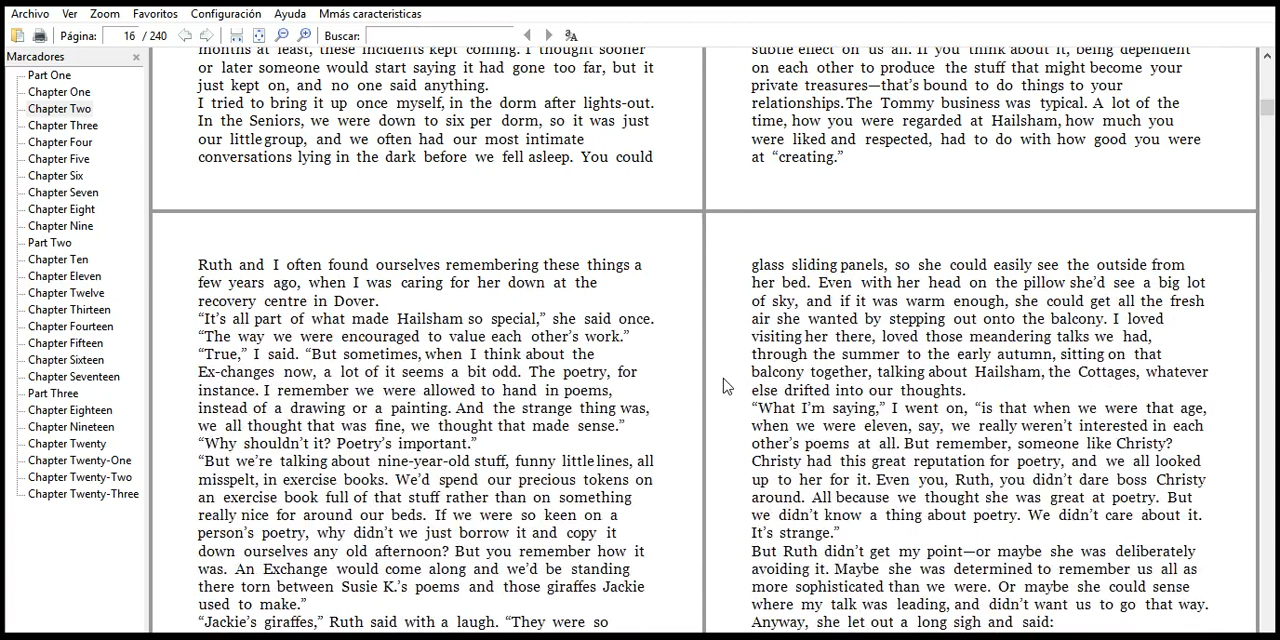 Archivo Ver Zoom Favoritos Configuración Ayuda Mmás caracteristicas
Página: 16 / 240 Buscar:
Marcadores
Part One
Chapter One
Chapter Two
Chapter Three
Chapter Four
Chapter Five
Chapter Six
Chapter Seven
Chapter Eight
Chapter Nine
Part Two
Chapter Ten
Chapter Eleven
Chapter Twelve
Chapter Thirteen
Chapter Fourteen
Chapter Fifteen
Chapter Sixteen
Chapter Seventeen
Part Three
Chapter Eighteen
Chapter Nineteen
Chapter Twenty
Chapter Twenty-One
Chapter Twenty-Two
Chapter Twenty-Three
months at least, these incidents kept coming. I thought sooner
or later someone would start saying it had gone too far, but it
just kept on, and no one said anything.
I tried to bring it up once myself, in the dorm after lights-out.
In the Seniors, we were down to six per dorm, so it was just
our little group, and we often had our most intimate
conversations lying in the dark before we fell asleep. You could
subtle effect on us all. If you think about it, being dependent
on each other to produce the stuff that might become your
private treasures—that's bound to do things to your
relationships. The Tommy business was typical. A lot of the
time, how you were regarded at Hailsham, how much you
were liked and respected, had to do with how good you were
at “creating.”
Ruth and I often found ourselves remembering these things a
few years ago, when I was caring for her down at the
recovery centre in Dover.
“It's all part of what made Hailsham so special,” she said once.
“The way we were encouraged to value each other's work.”
“True,” I said. “But sometimes, when I think about the
Ex-changes now, a lot of it seems a bit odd. The poetry, for
instance. I remember we were allowed to hand in poems,
instead of a drawing or a painting. And the strange thing was,
we all thought that was fine, we thought that made sense.”
“Why shouldn't it? Poetry's important.”
“But we're talking about nine-year-old stuff, funny little lines, all
misspelt, in exercise books. We'd spend our precious tokens on
an exercise book full of that stuff rather than on something
really nice for around our beds. If we were so keen on a
person's poetry, why didn't we just borrow it and copy it
down ourselves any old afternoon? But you remember how it
was. An Exchange would come along and we'd be standing
there torn between Susie K.'s poems and those giraffes Jackie
used to make.”
“Jackie's giraffes,” Ruth said with a laugh. “They were so
glass sliding panels, so she could easily see the outside from
her bed. Even with her head on the pillow she'd see a big lot
of sky, and if it was warm enough, she could get all the fresh
air she wanted by stepping out onto the balcony. I loved
visiting her there, loved those meandering talks we had,
through the summer to the early autumn, sitting on that
balcony together, talking about Hailsham, the Cottages, whatever
else drifted into our thoughts.
“What I'm saying,” I went on, “is that when we were that age,
when we were eleven, say, we really weren't interested in each
other's poems at all. But remember, someone like Christy?
Christy had this great reputation for poetry, and we all looked
up to her for it. Even you, Ruth, you didn't dare boss Christy
around. All because we thought she was great at poetry. But
we didn't know a thing about poetry. We didn't care about it.
It's strange.”
But Ruth didn't get my point—or maybe she was deliberately
avoiding it. Maybe she was determined to remember us all as
more sophisticated than we were. Or maybe she could sense
where my talk was leading, and didn't want us to go that way.
Anyway, she let out a long sigh and said: